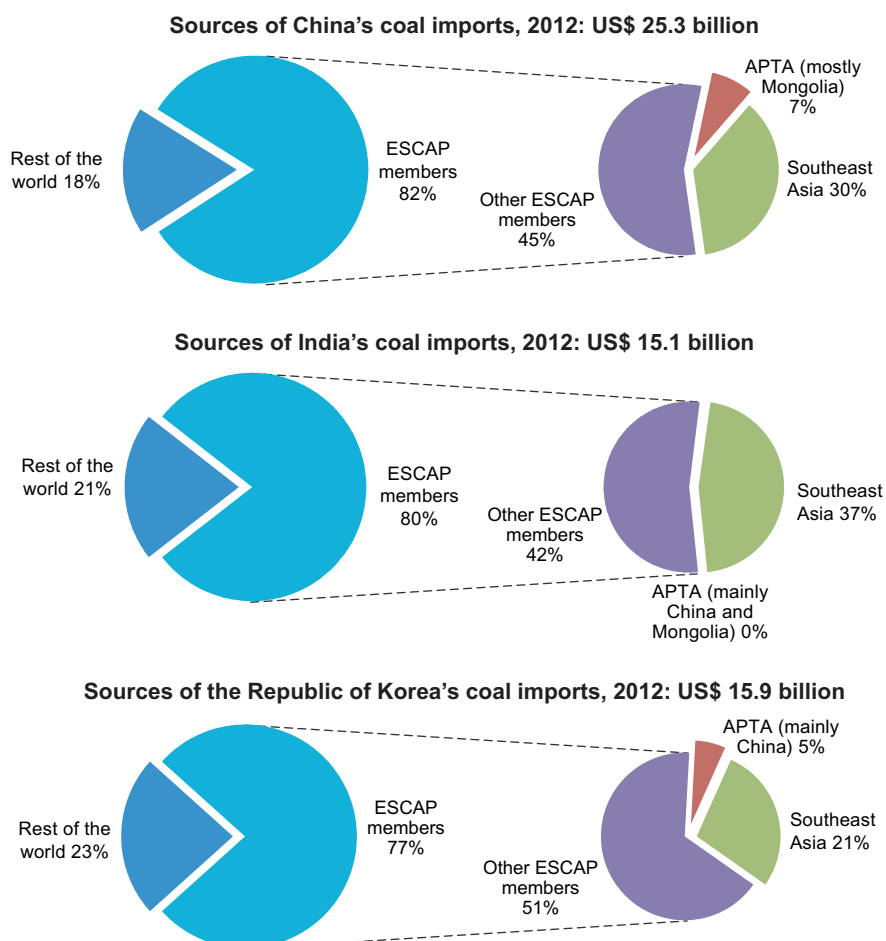 Sources of China’s coal imports, 2012: US$ 25.3 billion
Rest of the
world 18%
ESCAP
members
82%
Other ESCAP
members
45%
APTA (mostly
Mongolia)
7%
Southeast
Asia 30%
Sources of India’s coal imports, 2012: US$ 15.1 billion
Rest of the
world 21%
ESCAP
members
80%
Other ESCAP
members
42%
Southeast
Asia 37%
APTA (mainly
China and
Mongolia) 0%
Sources of the Republic of Korea’s coal imports, 2012: US$ 15.9 billion
Rest of the
world 23%
ESCAP
members
77%
Other ESCAP
members
51%
APTA (mainly
China) 5%
Southeast
Asia 21%